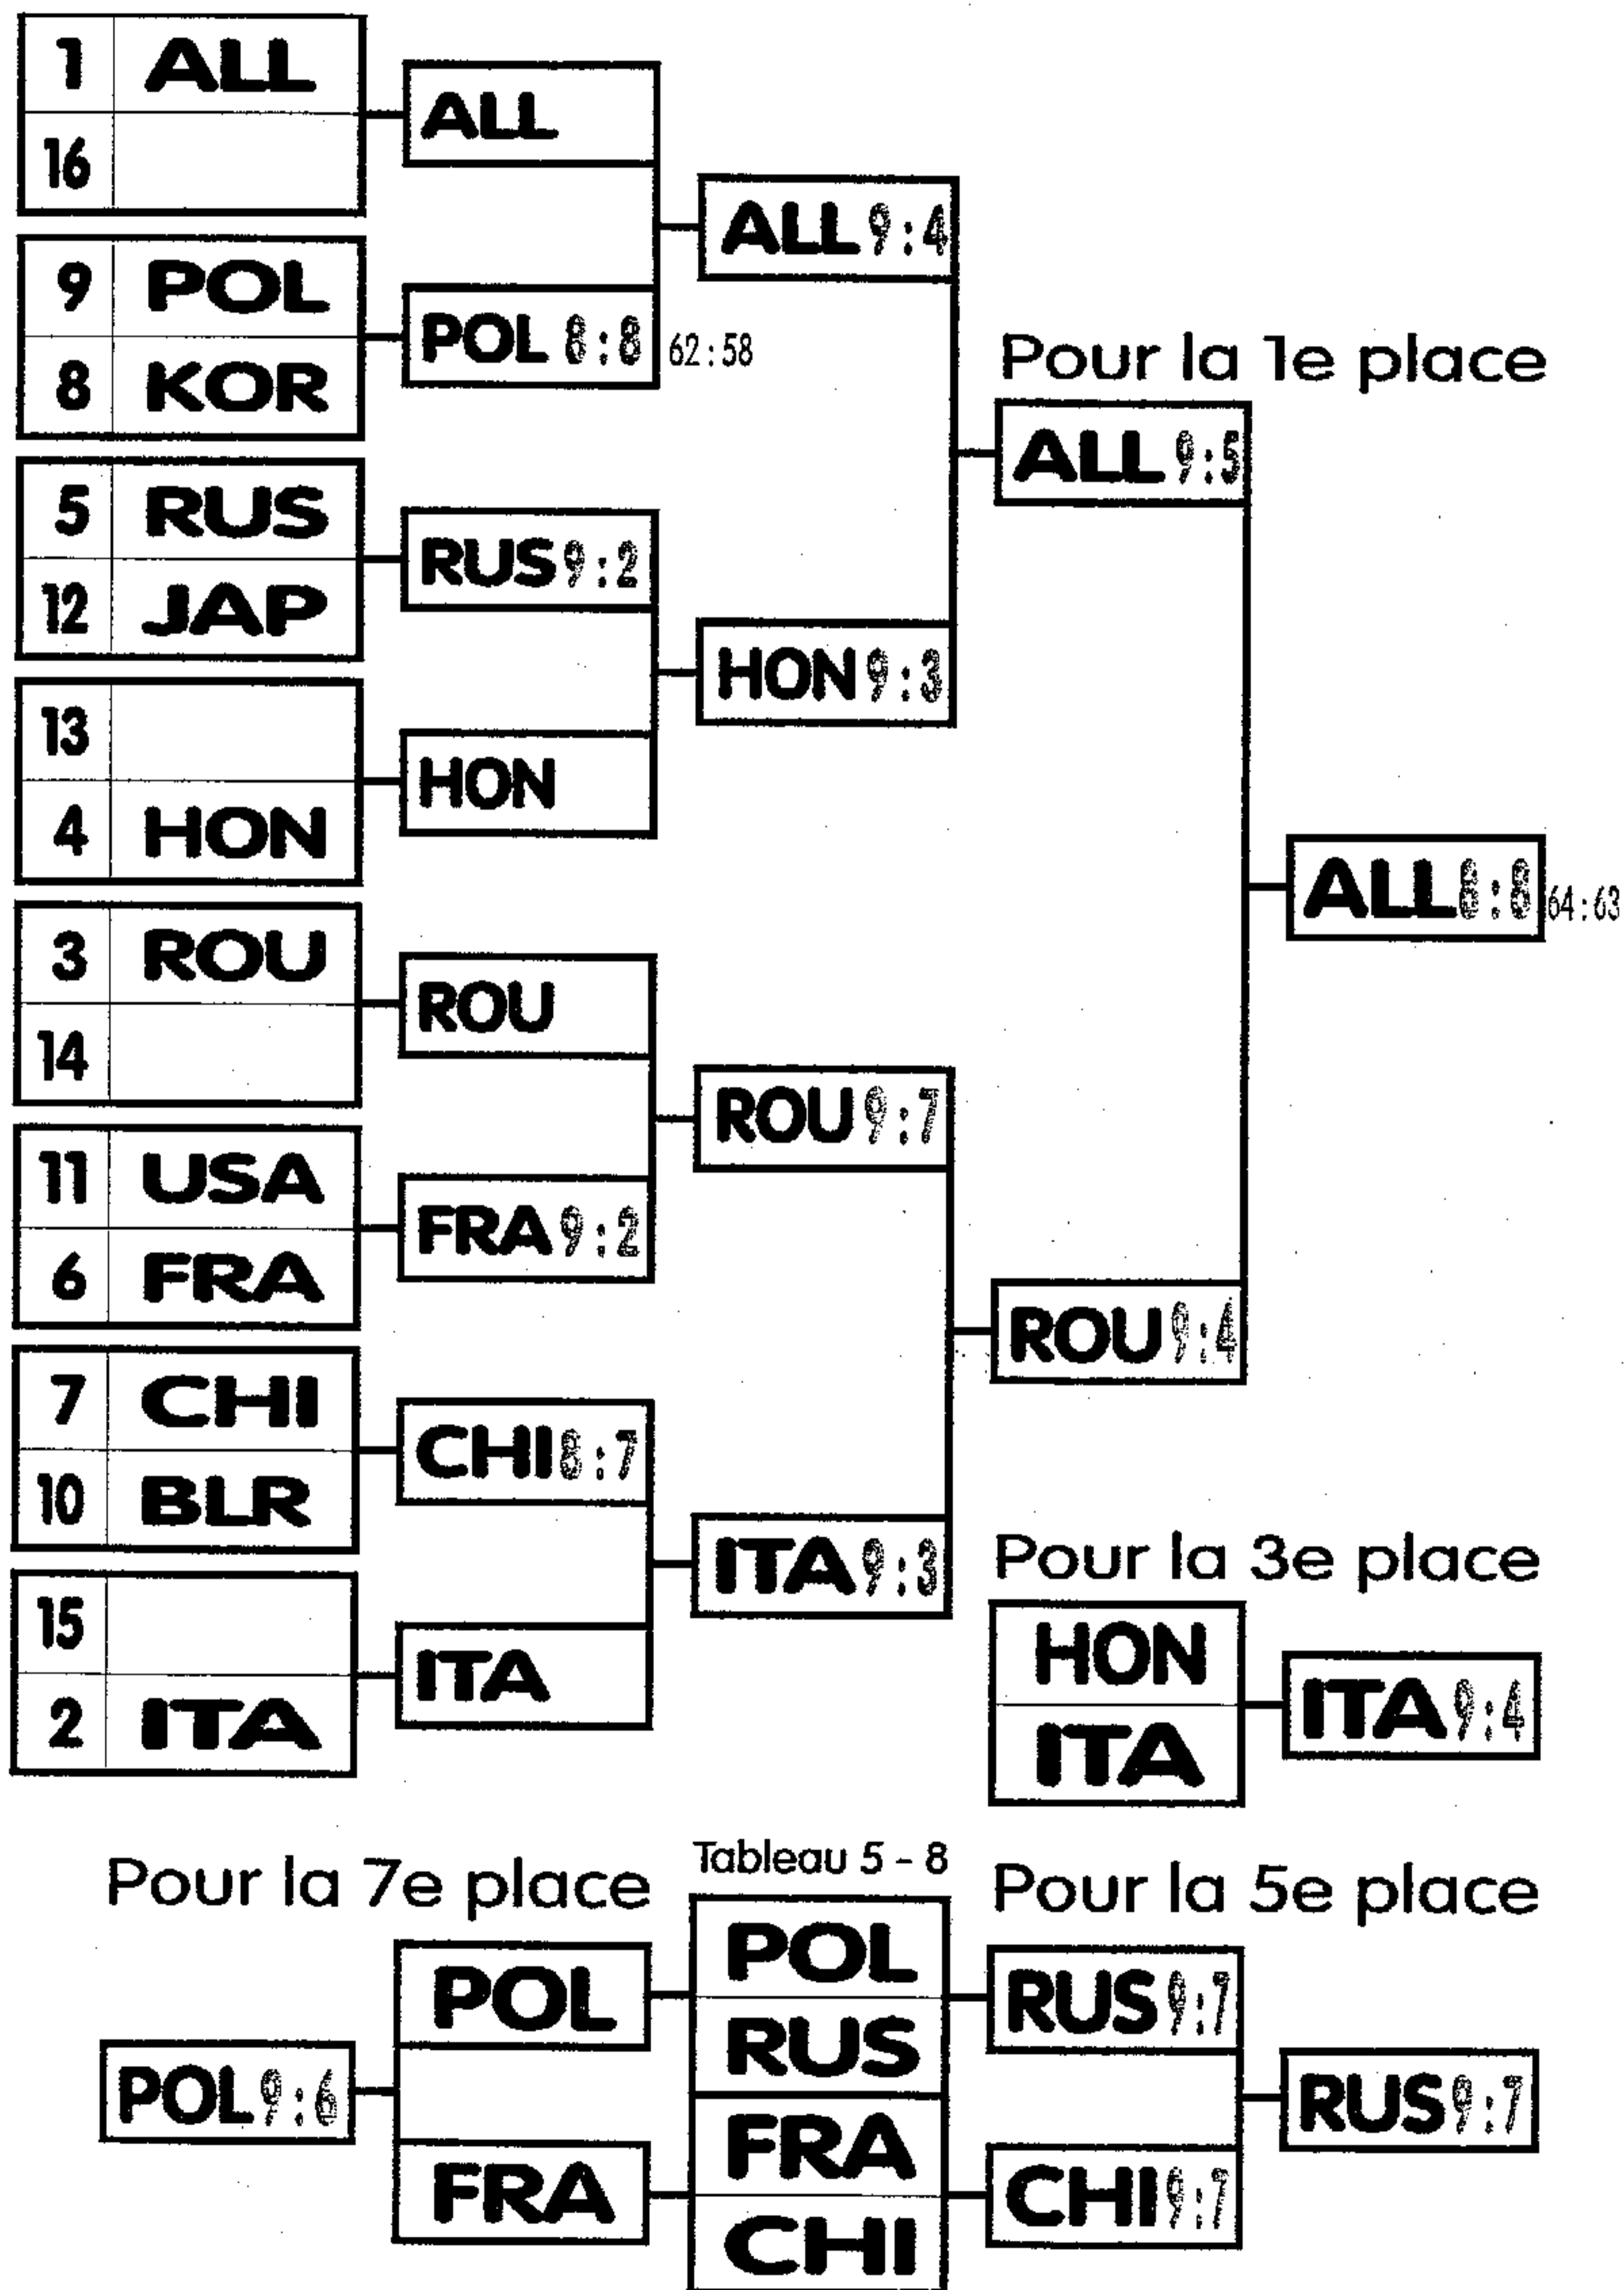 1 ALL
16
9 POL
8 KOR
5 RUS
12 JAP
13
4 HON
3 ROU
14
11 USA
6 FRA
7 CHI
10 BLR
15
2 ITA
ALL
POL 8:8 62:58
RUS 9:2
HON
ROU
FRA 9:2
CHI 8:7
ITA
ALL 9:4
HON 9:3
ROU 9:7
ITA 9:3
Pour la 1e place
ALL 9:5
ROU 9:4
ALL 8:8 64:63
Pour la 3e place
HON
ITA
ITA 9:4
Pour la 7e place
POL
FRA
POL 9:6
Tableau 5 - 8
POL
RUS
FRA
CHI
Pour la 5e place
RUS 9:7
CHI 9:7
RUS 9:7